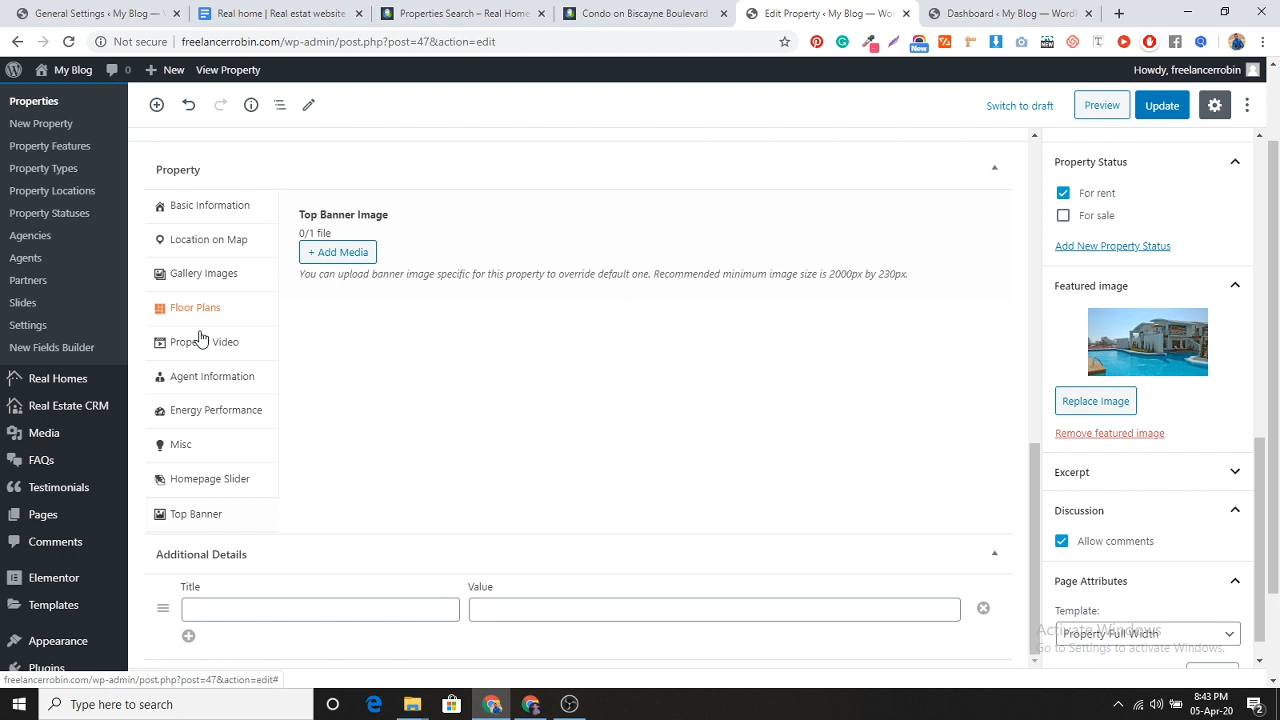 General Settings ‹ My Blog —
Real home | Real estat website
Properties Search – Real Home
Condo on Biscayne Boulevard
Edit Property ‹ My Blog — Wo
Dashboard ‹ My Blog — WordP
Not secure
freelancerrobin.com/wp-admin/post.php?post=47&action=edit
New
NEW
My Blog
0
New
View Property
Howdy, freelancerrobin
Properties
New Property
Property Features
Property Types
Property Locations
Property Statuses
Agencies
Agents
Partners
Slides
Settings
New Fields Builder
Real Homes
Real Estate CRM
Media
FAQs
Testimonials
Pages
Comments
Elementor
Templates
Appearance
Plugins
Switch to draft
Preview
Update
Property
Basic Information
Location on Map
Gallery Images
Floor Plans
Property Video
Agent Information
Energy Performance
Misc
Homepage Slider
Top Banner
Top Banner Image
0/1 file
+ Add Media
You can upload banner image specific for this property to override default one. Recommended minimum image size is 2000px by 230px.
Additional Details
Title
Value
Property Status
For rent
For sale
Add New Property Status
Featured image
Replace Image
Remove featured image
Excerpt
Discussion
Allow comments
Page Attributes
Template:
Property Full Width
Activate Windows
Go to Settings to activate Windows.
freelancerrobin.com/wp-admin/post.php?post=47&action=edit#
Type here to search
8:43 PM
05-Apr-20
2